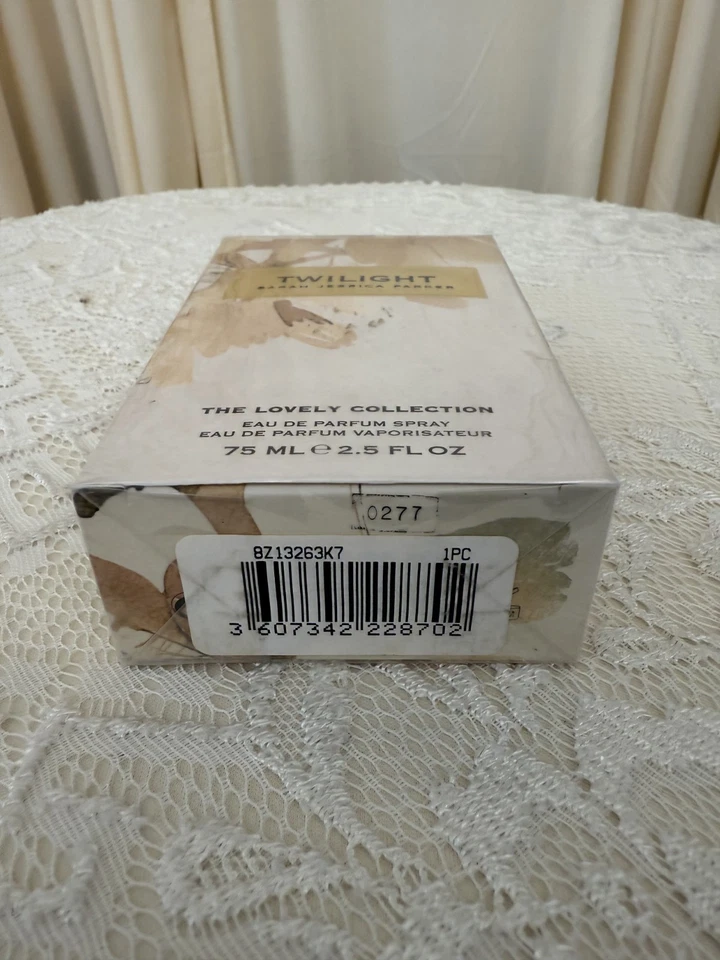 TWILIGHT
SARAH JESSICA PARKER
THE LOVELY COLLECTION
EAU DE PARFUM SPRAY
EAU DE PARFUM VAPORISATEUR
75 ML ℮ 2.5 FL OZ
0277
8Z13263K7 1PC
3 607342 228702